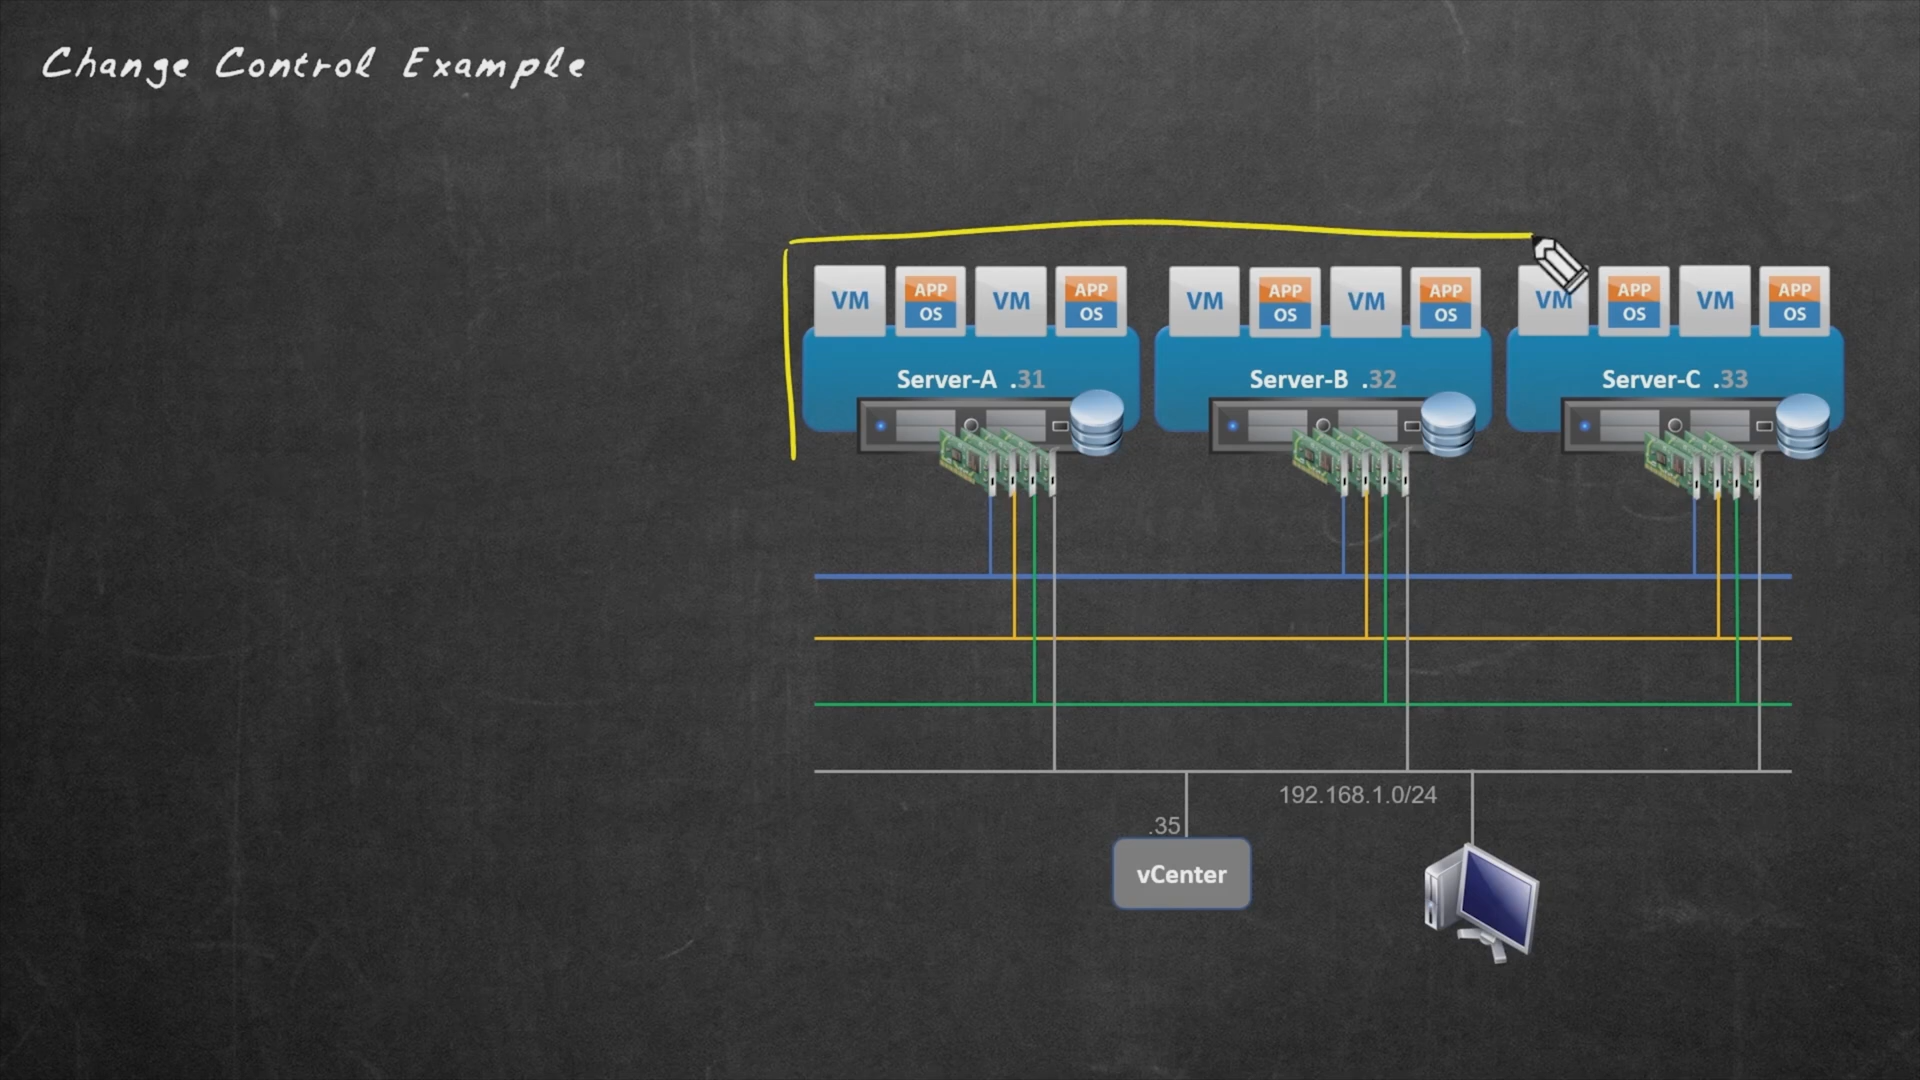 Change Control Example
VM APP OS VM APP OS VM APP OS VM APP OS VM APP OS VM APP OS
Server-A .31 Server-B .32 Server-C .33
192.168.1.0/24
.35
vCenter